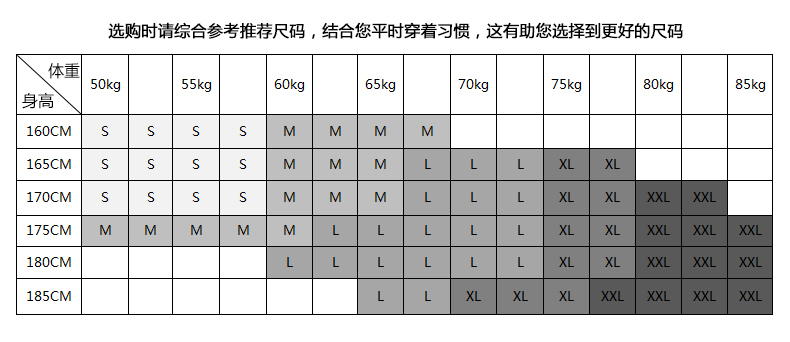 选购时请综合参考推荐尺码，结合您平时穿着习惯，这有助您选择到更好的尺码
体重
身高
50kg 55kg 60kg 65kg 70kg 75kg 80kg 85kg
160CM S S S S M M M M
165CM S S S S M M M L L L XL XL
170CM S S S S M M M L L L XL XL XXL XXL
175CM M M M M M L L L L L XL XL XXL XXL XXL
180CM L L L L L L XL XL XXL XXL XXL
185CM L L XL XL XL XXL XXL XXL XXL